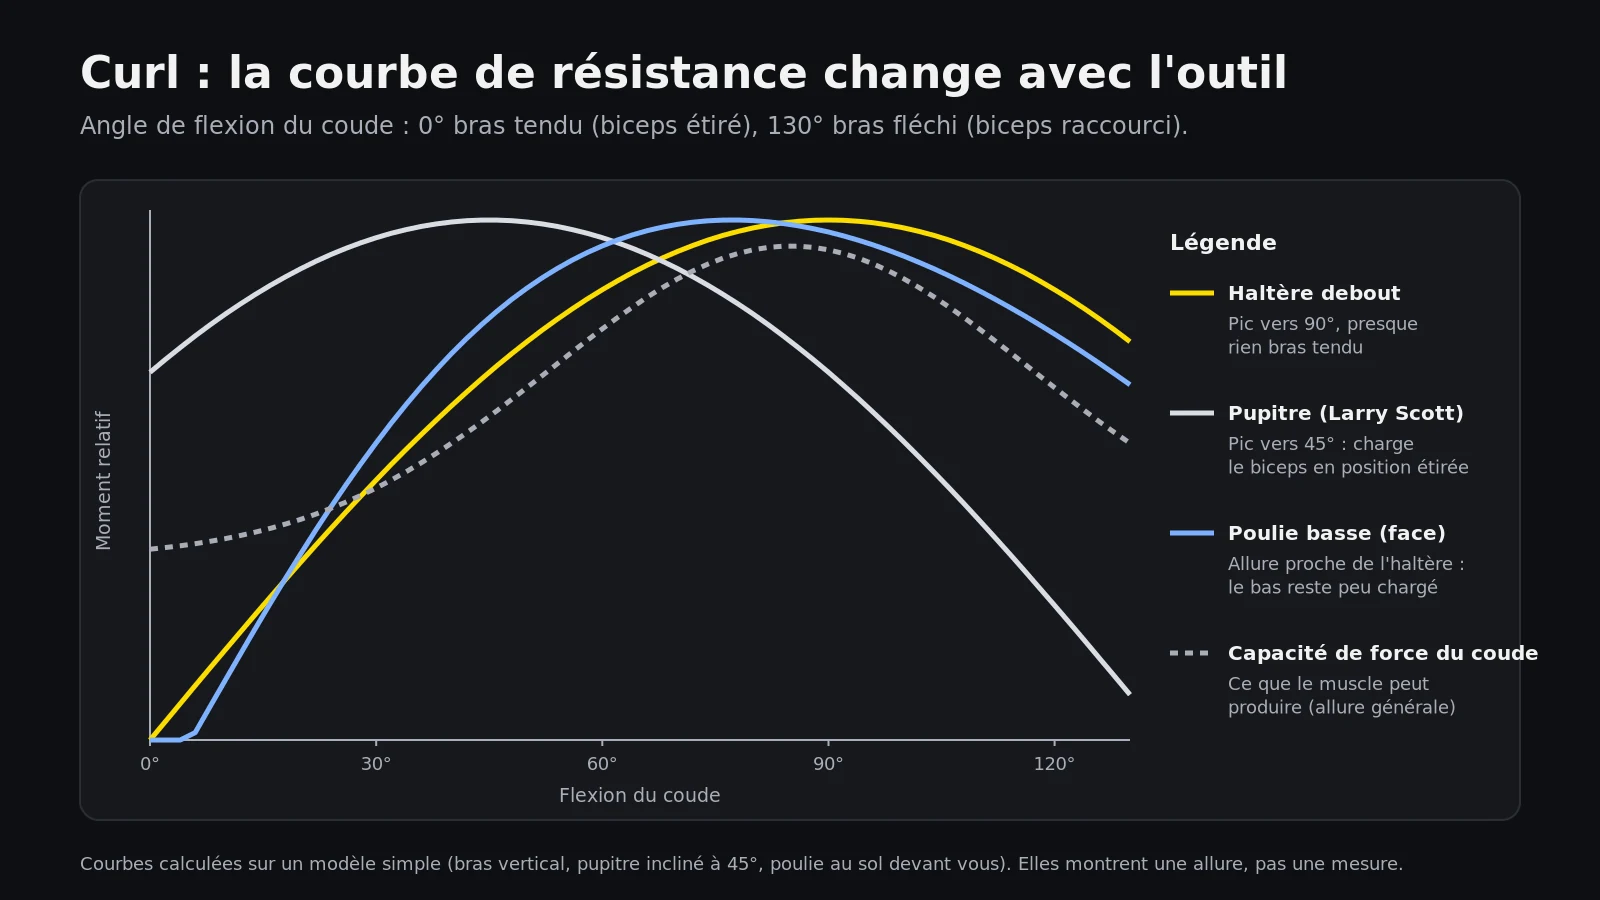 Curl : la courbe de résistance change avec l'outil
Angle de flexion du coude : 0° bras tendu (biceps étiré), 130° bras fléchi (biceps raccourci).
Moment relatif
0°
30°
60°
90°
120°
Flexion du coude
Légende
Haltère debout
Pic vers 90°, presque
rien bras tendu
Pupitre (Larry Scott)
Pic vers 45° : charge
le biceps en position étirée
Poulie basse (face)
Allure proche de l'haltère :
le bas reste peu chargé
Capacité de force du coude
Ce que le muscle peut
produire (allure générale)
Courbes calculées sur un modèle simple (bras vertical, pupitre incliné à 45°, poulie au sol devant vous). Elles montrent une allure, pas une mesure.